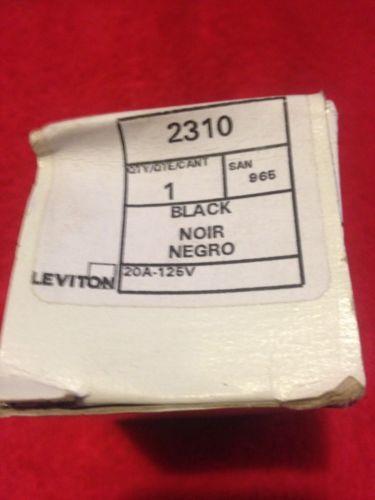 2310
QTY/QTE/CANT
1
SAN
965
BLACK
NOIR
NEGRO
LEVITON
20A-125V